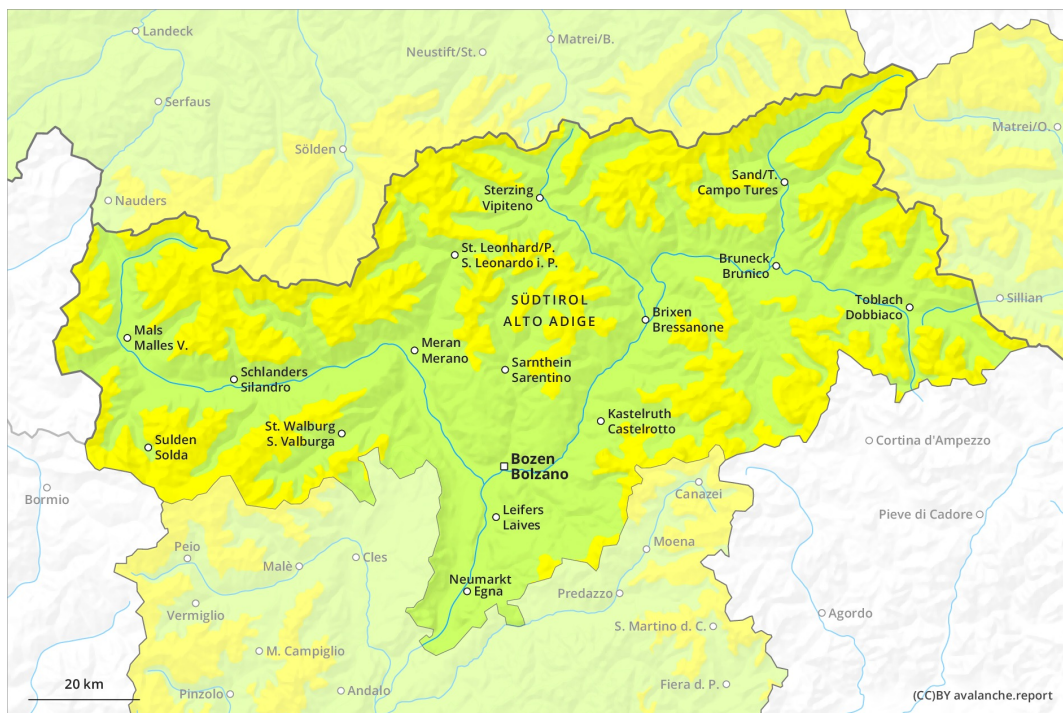 Landeck
Matrei/B.
Neustift/St.
Serfaus
Matrei/O.
Sölden
Sand/T.
Campo Tures
Sterzing
Vipiteno
Nauders
St. Leonhard/P.
S. Leonardo i. P.
Bruneck
Brunico
SÜDTIROL
ALTO ADIGE
Toblach
Dobbiaco
Sillian
Brixen
Bressanone
Mals
Malles V.
Meran
Merano
Schlanders
Silandro
Sarnthein
Sarentino
Kastelruth
Castelrotto
St. Walburg
S. Valburga
Sulden
Solda
Cortina d'Ampezzo
Bozen
Bolzano
Canazei
Bormio
Leifers
Laives
Pieve di Cadore
Moena
Peio
Cles
Malè
Neumarkt
Egna
Predazzo
Vermiglio
Agordo
S. Martino d. C.
M. Campiglio
20 km
Pinzolo
Andalo
Fiera d. P.
(CC)BY avalanche.report